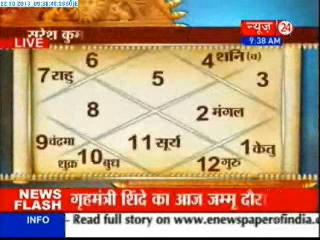 सुरेश कुम
न्यूज़ 24
LIVE
9:38 AM
6
4 शनि (व)
7 राहु
5
3
8
2 मंगल
9 चंद्रमा
11 सूर्य
1 केतु
शुक्र 10 बुध
12 गुरु
NEWS FLASH
गृहमंत्री शिंदे का आज जम्मू दौरा
INFO
- Read full story on www.enewspaperofindia.c